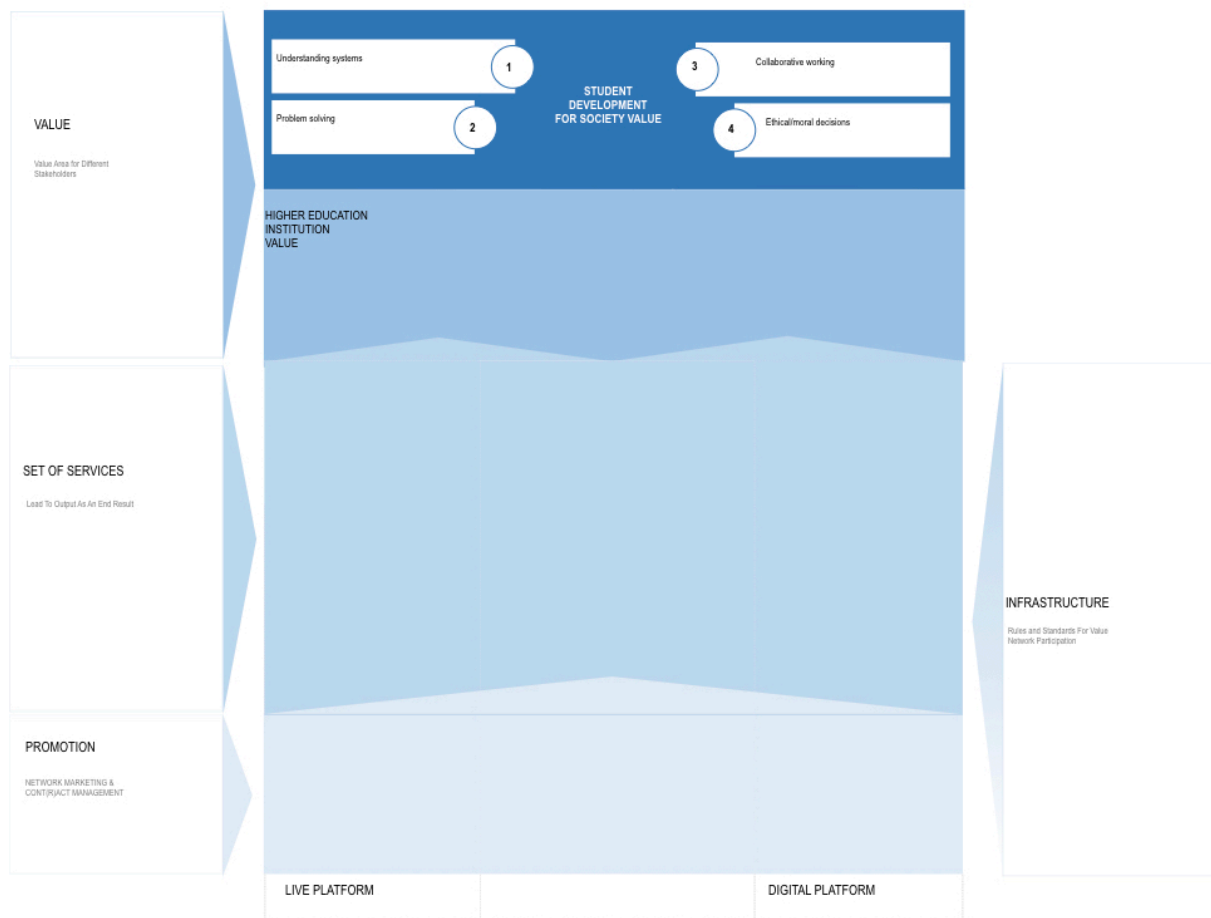 VALUE
Value Area for Different
Stakeholders
Understanding systems
1
Problem solving
2
STUDENT
DEVELOPMENT
FOR SOCIETY VALUE
3
Collaborative working
4
Ethical/moral decisions
HIGHER EDUCATION
INSTITUTION
VALUE
SET OF SERVICES
Lead To Output As An End Result
INFRASTRUCTURE
Rules and Standards For Value
Network Participation
PROMOTION
NETWORK MARKETING &
CONT(R)ACT MANAGEMENT
LIVE PLATFORM
DIGITAL PLATFORM